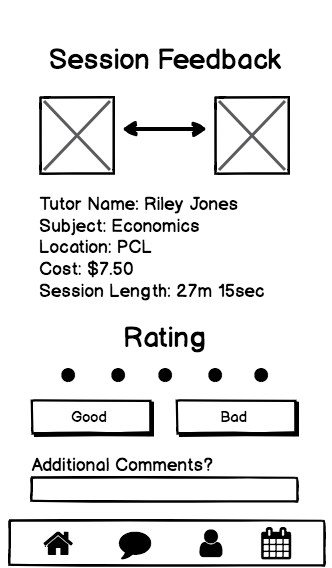 Session Feedback
Tutor Name: Riley Jones
Subject: Economics
Location: PCL
Cost: $7.50
Session Length: 27m 15sec
Rating
Good
Bad
Additional Comments?